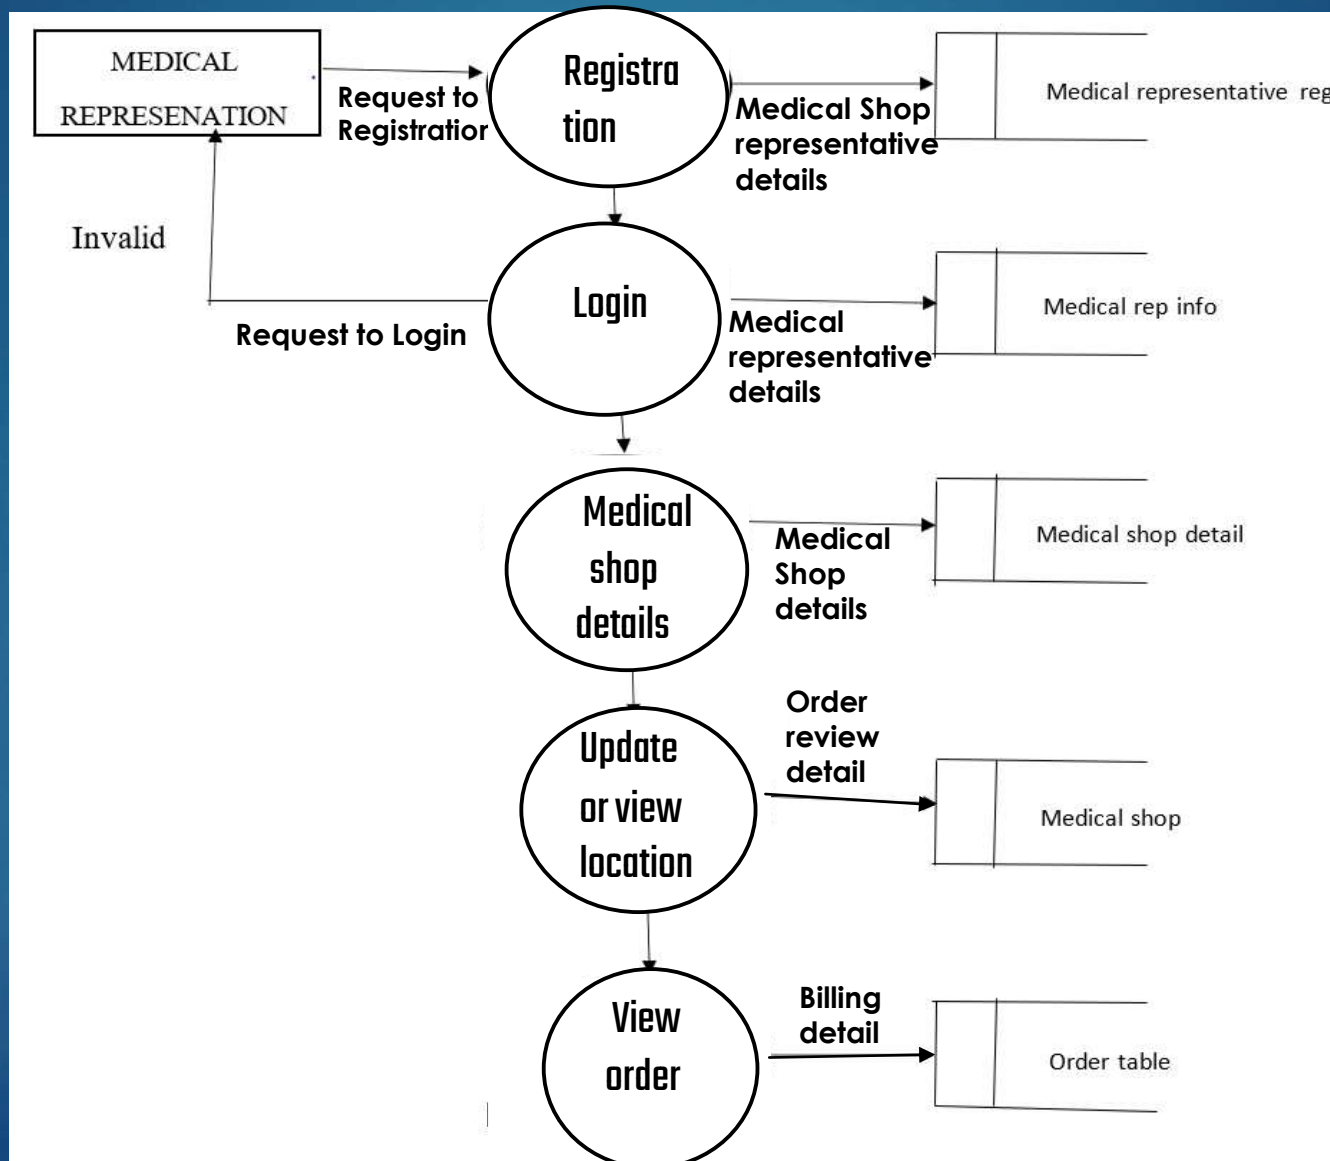 MEDICAL
REPRESENATION
Request to
Registration
Registra
tion
Medical Shop
representative
details
Medical representative reg
Invalid
Request to Login
Login
Medical
representative
details
Medical rep info
Medical
shop
details
Medical
Shop
details
Medical shop detail
Update
or view
location
Order
review
detail
Medical shop
View
order
Billing
detail
Order table